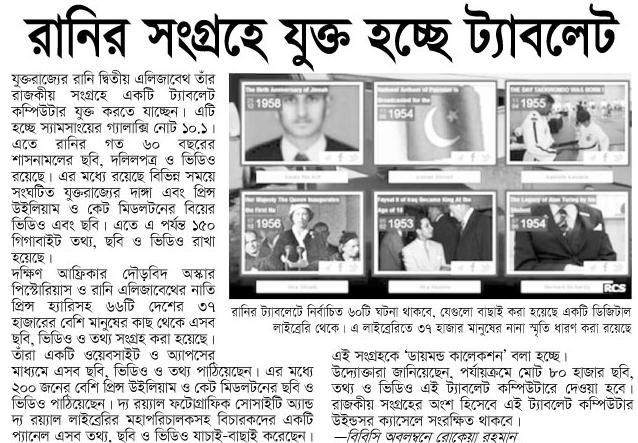 রানির সংগ্রহে যুক্ত হচ্ছে ট্যাবলেট
যুক্তরাজ্যের রানি দ্বিতীয় এলিজাবেথ তাঁর
রাজকীয় সংগ্রহে একটি ট্যাবলেট
কম্পিউটার যুক্ত করতে যাচ্ছেন। এটি
হচ্ছে স্যামসাংয়ের গ্যালাক্সি নোট ১০.১।
এতে রানির গত ৬০ বছরের
শাসনামলের ছবি, দলিলপত্র ও ভিডিও
রয়েছে। এর মধ্যে রয়েছে বিভিন্ন সময়ে
সংঘটিত যুক্তরাজ্যের দাঙ্গা এবং প্রিন্স
উইলিয়াম ও কেট মিডলটনের বিয়ের
ভিডিও এবং ছবি। এতে এ পর্যন্ত ১৫০
গিগাবাইট তথ্য, ছবি ও ভিডিও রাখা
হয়েছে।
দক্ষিণ আফ্রিকার দৌড়বিদ অস্কার
পিস্টোরিয়াস ও রানি এলিজাবেথের নাতি
প্রিন্স হ্যারিসহ ৬৬টি দেশের ৩৭
হাজারের বেশি মানুষের কাছ থেকে এসব
ছবি, ভিডিও ও তথ্য সংগ্রহ করা হয়েছে।
তাঁরা একটি ওয়েবসাইট ও অ্যাপসের
মাধ্যমে এসব ছবি, ভিডিও ও তথ্য পাঠিয়েছেন। এর মধ্যে
২০০ জনের বেশি প্রিন্স উইলিয়াম ও কেট মিডলটনের ছবি ও
ভিডিও পাঠিয়েছেন। দ্য রয়্যাল ফটোগ্রাফিক সোসাইটি অ্যান্ড
দ্য রয়্যাল লাইব্রেরির মহাপরিচালকসহ বিচারকদের একটি
প্যানেল এসব তথ্য, ছবি ও ভিডিও যাচাই-বাছাই করেছেন।
The Birth Anniversary of Jinnah
1958
National Anthem of Pakistan is
Broadcasted for the
1954
THE DAY TAEKWONDO WAS BORN !
1955
Her Majesty The Queen Inaugurates
the First Nu
1956
Faysal II of Iraq Became King At the
Age of 18
1953
The Legacy of Alan Turing by his
1954
RCS
রানির ট্যাবলেটে নির্বাচিত ৬০টি ঘটনা থাকবে, যেগুলো বাছাই করা হয়েছে একটি ডিজিটাল
লাইব্রেরি থেকে। এ লাইব্রেরিতে ৩৭ হাজার মানুষের নানা স্মৃতি ধারণ করা রয়েছে
এই সংগ্রহকে 'ডায়মন্ড কালেকশন' বলা হচ্ছে।
উদ্যোক্তারা জানিয়েছেন, পর্যায়ক্রমে মোট ৮০ হাজার ছবি,
তথ্য ও ভিডিও এই ট্যাবলেট কম্পিউটারে দেওয়া হবে।
রাজকীয় সংগ্রহের অংশ হিসেবে এই ট্যাবলেট কম্পিউটার
উইন্ডসর ক্যাসেলে সংরক্ষিত থাকবে।
—বিবিসি অবলম্বনে রোকেয়া রহমান